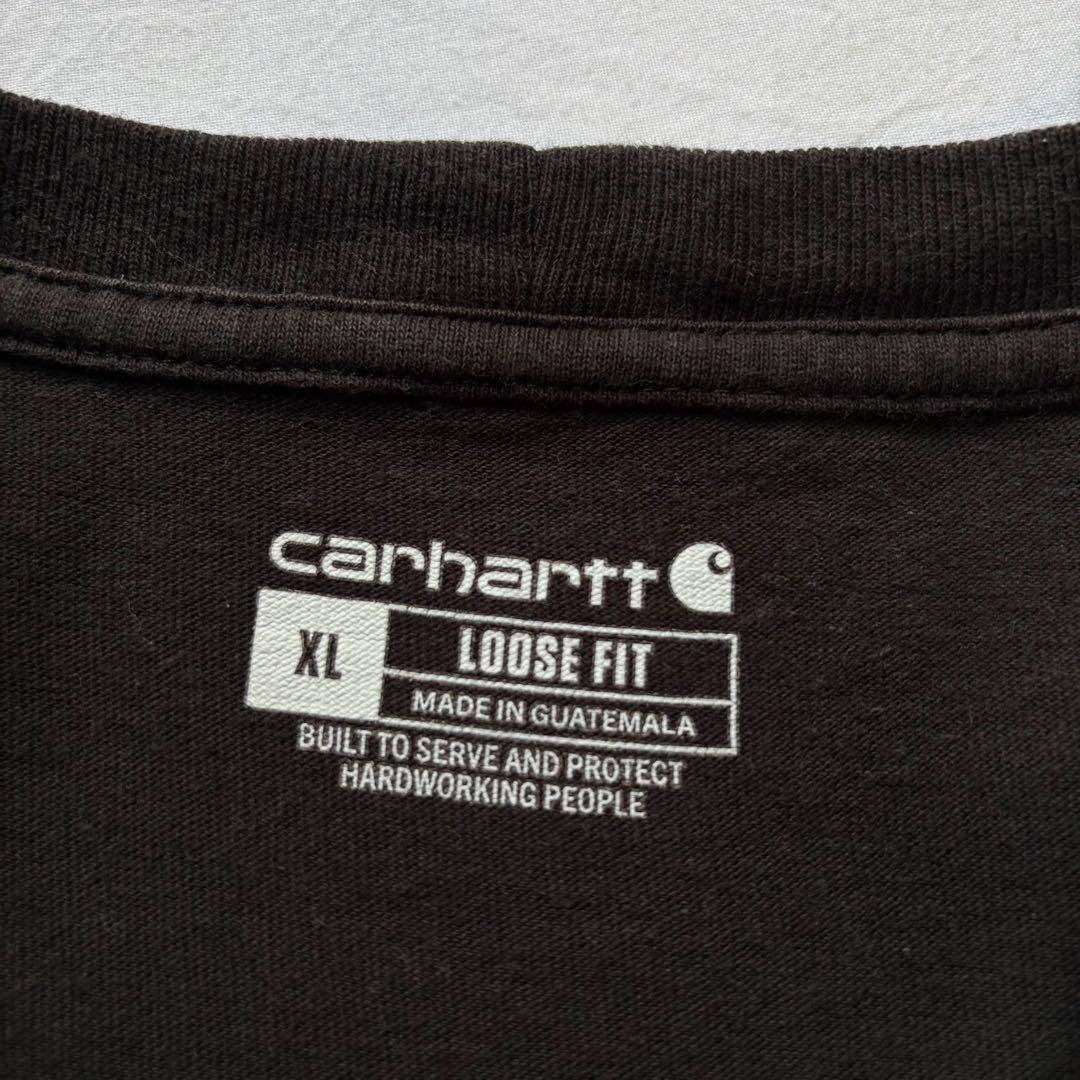 carhartt
XL
LOOSE FIT
MADE IN GUATEMALA
BUILT TO SERVE AND PROTECT
HARDWORKING PEOPLE